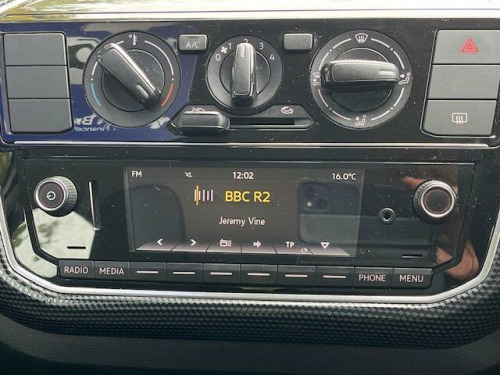 A/C
0 1 2 3 4
FM 12:02 16.0°C
BBC R2
Jeremy Vine
TP
RADIO MEDIA PHONE MENU